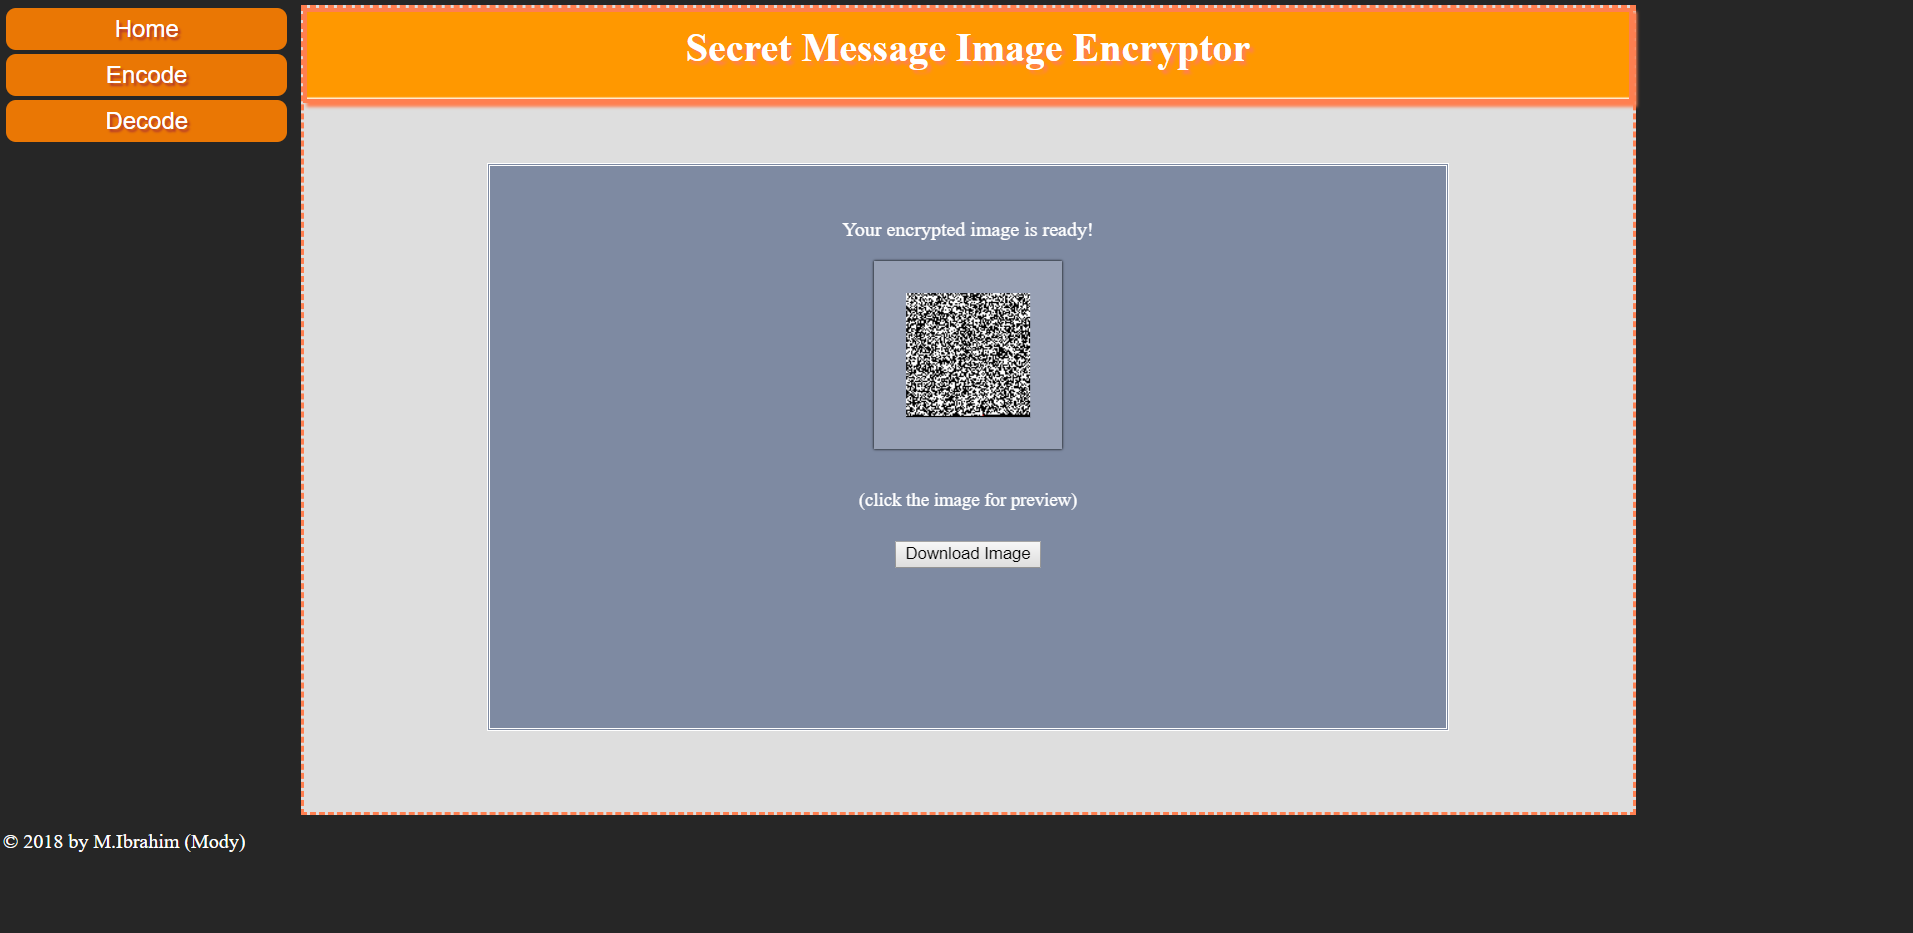 Home
Encode
Decode
Secret Message Image Encryptor
Your encrypted image is ready!
(click the image for preview)
Download Image
© 2018 by M.Ibrahim (Mody)